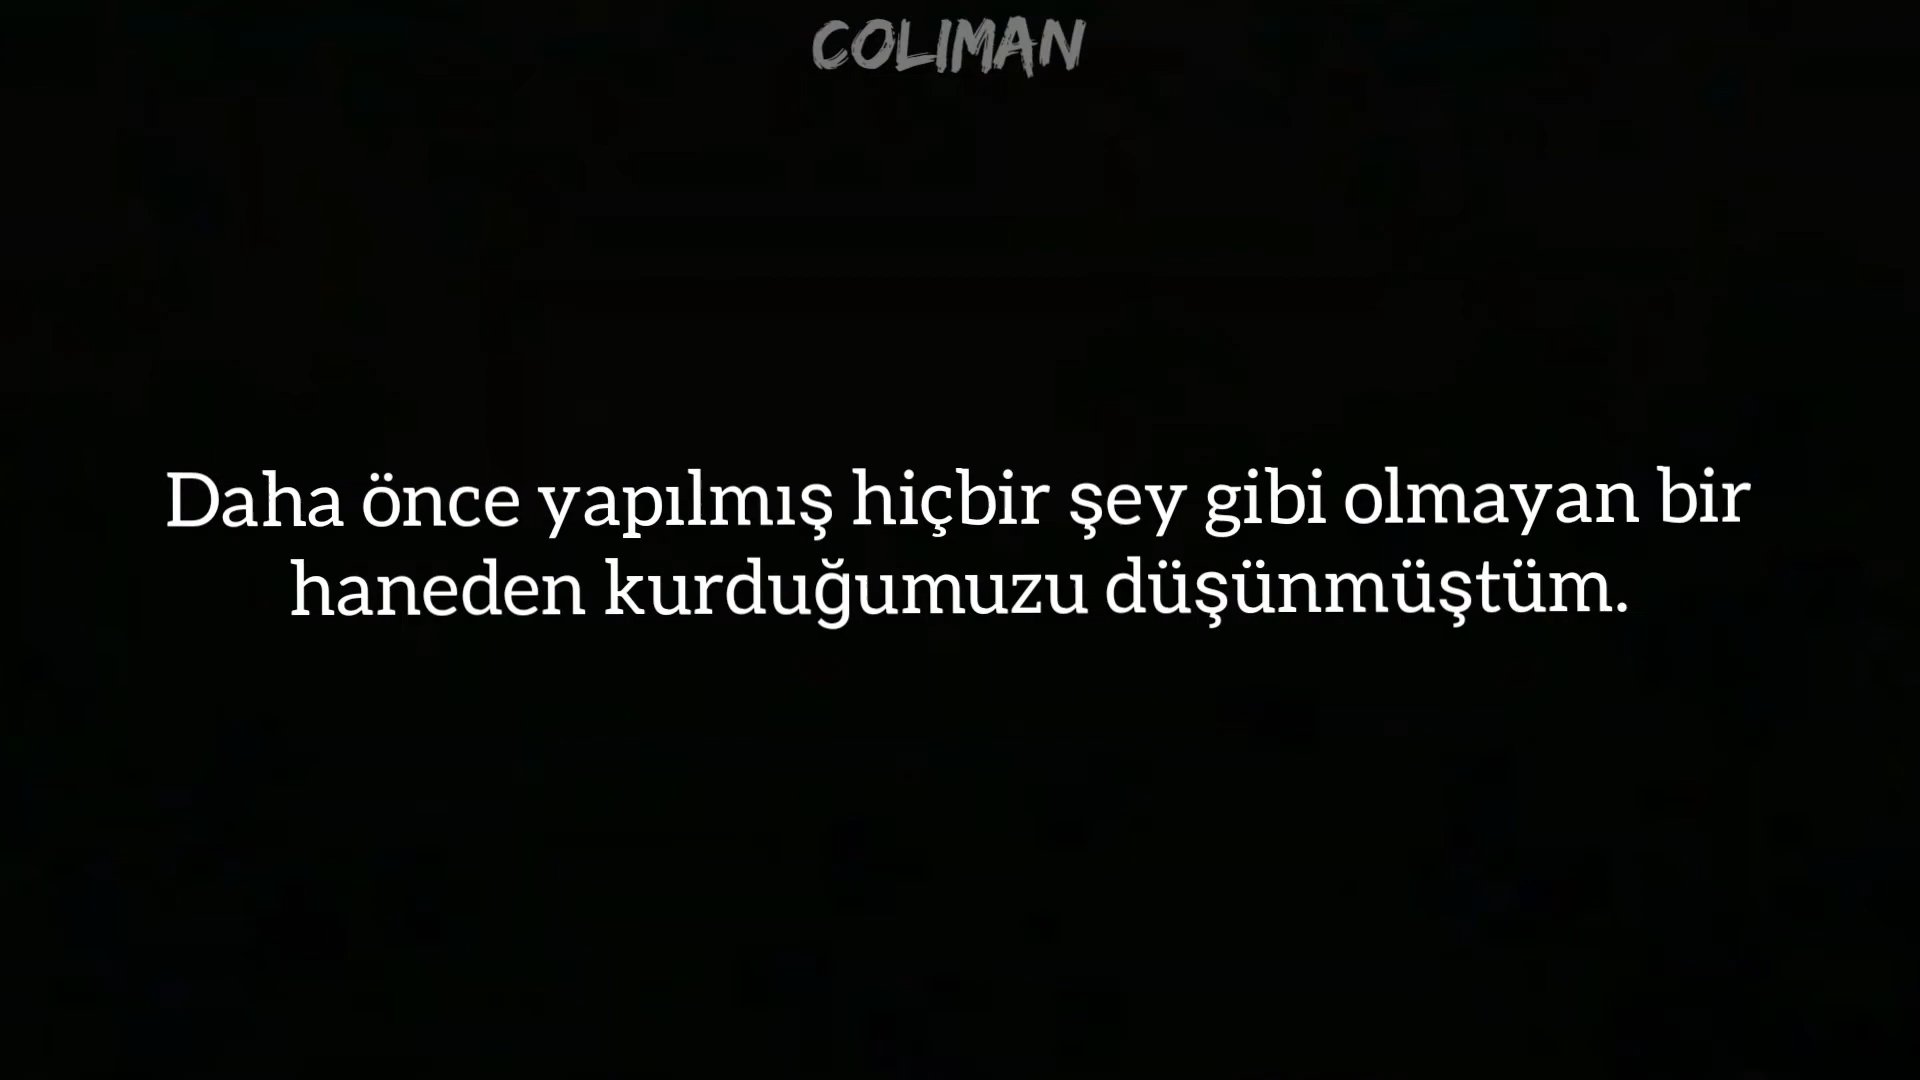 COLIMAN
Daha önce yapılmış hiçbir şey gibi olmayan bir
haneden kurduğumuzu düşünmüştüm.